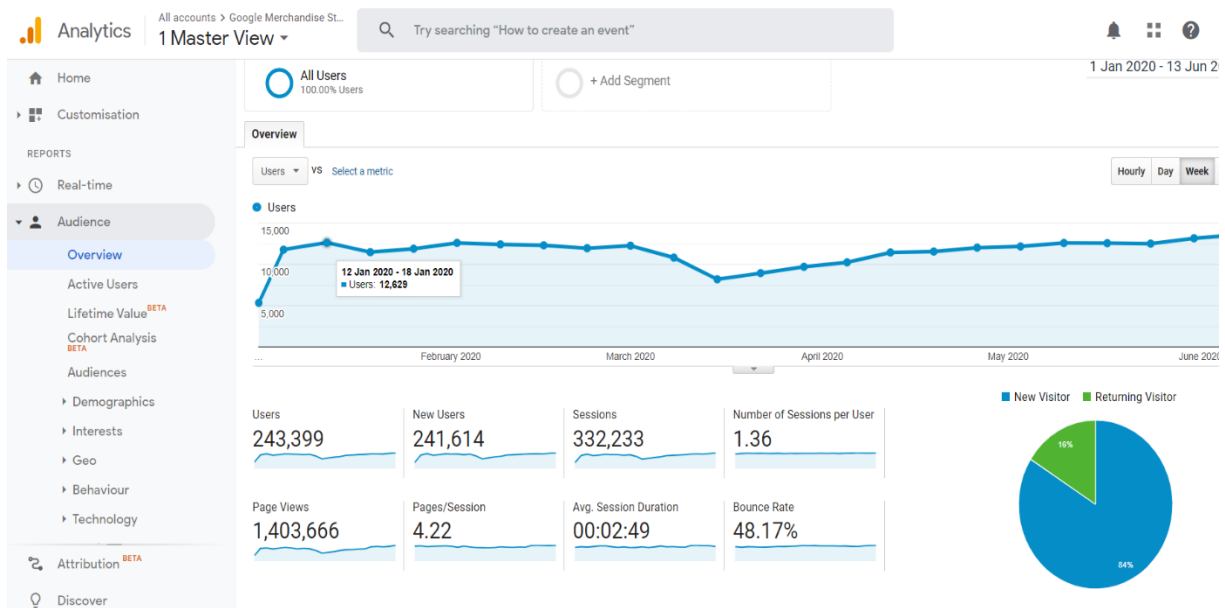 Analytics
All accounts > Google Merchandise St...
1 Master View
Try searching “How to create an event”
Home
Customisation
REPORTS
Real-time
Audience
Overview
Active Users
Lifetime Value BETA
Cohort Analysis
BETA
Audiences
Demographics
Interests
Geo
Behaviour
Technology
Attribution BETA
Discover
All Users
100.00% Users
+ Add Segment
1 Jan 2020 - 13 Jun 20
Overview
Users VS Select a metric
Hourly Day Week
Users
15,000
10,000
5,000
12 Jan 2020 - 18 Jan 2020
Users: 12,629
... February 2020 March 2020 April 2020 May 2020 June 2020
Users
243,399
New Users
241,614
Sessions
332,233
Number of Sessions per User
1.36
Page Views
1,403,666
Pages/Session
4.22
Avg. Session Duration
00:02:49
Bounce Rate
48.17%
New Visitor Returning Visitor
16%
84%